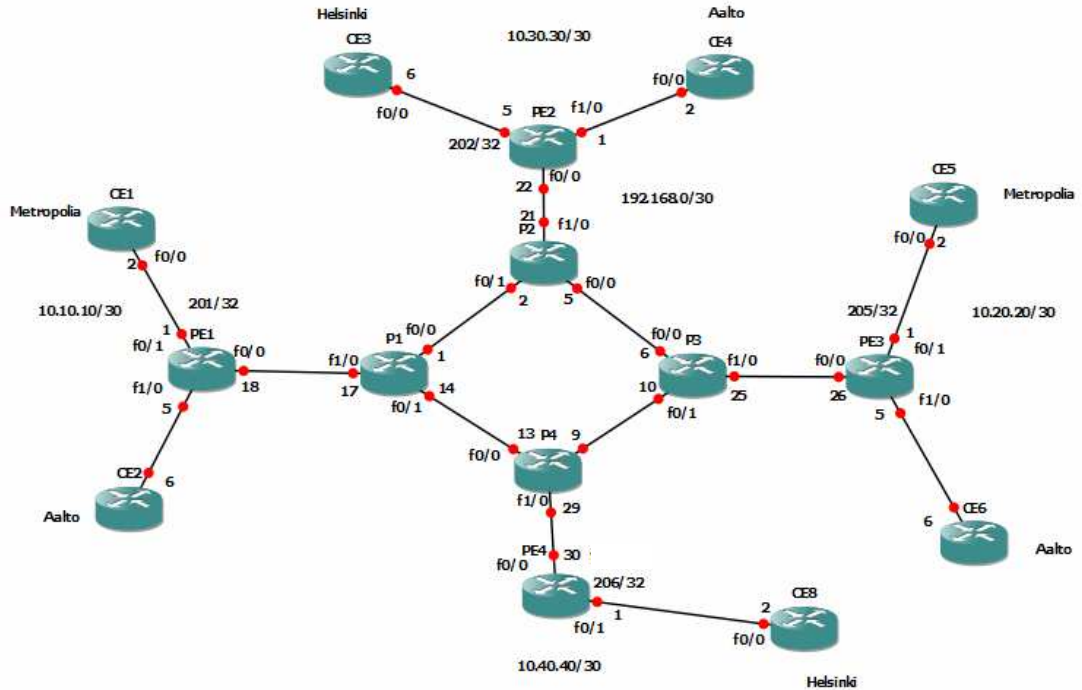 Helsinki
Aalto
10.30.30/30
CE3
CE4
6
f0/0
f0/0
2
5
PE2
f1/0
1
202/32
f0/0
22
192.168.0/30
21
P2
f1/0
CE1
Metropolia
f0/0
2
CE5
Metropolia
f0/0
2
10.10.10/30
201/32
1
f0/1
PE1
f0/0
f1/0
18
5
f0/1
2
f0/0
5
f0/0
P1
1
f1/0
17
14
f0/1
f0/0
P3
6
f1/0
10
25
f0/1
205/32
10.20.20/30
1
PE3
f0/1
f0/0
26
5
f1/0
CE2
6
Aalto
13
P4
9
f0/0
f1/0
29
CE6
6
Aalto
PE4
30
f0/0
206/32
1
f0/1
CE8
2
f0/0
10.40.40/30
Helsinki